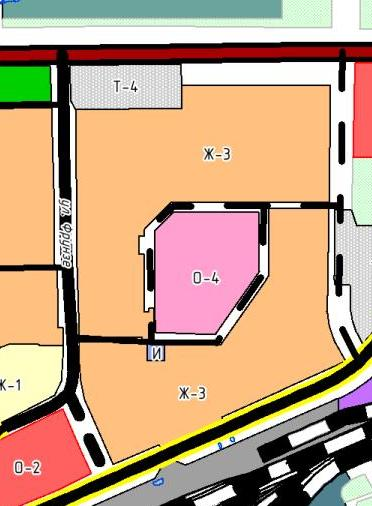 Т-4
Ж-3
ул. Фрунзе
О-4
И
Ж-3
Ж-1
О-2